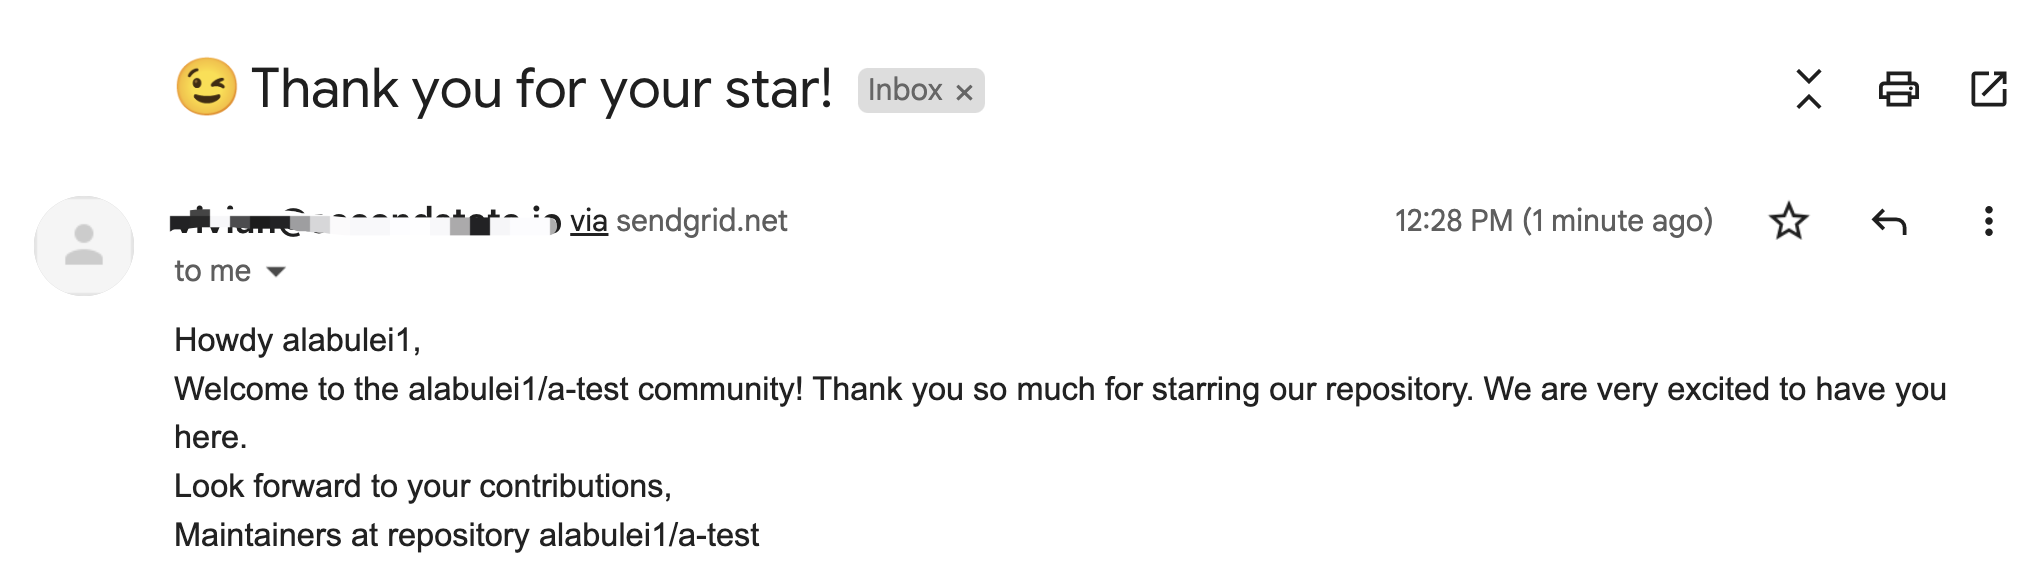 😉 Thank you for your star! Inbox ×
via sendgrid.net 12:28 PM (1 minute ago)
to me
Howdy alabulei1,
Welcome to the alabulei1/a-test community! Thank you so much for starring our repository. We are very excited to have you
here.
Look forward to your contributions,
Maintainers at repository alabulei1/a-test